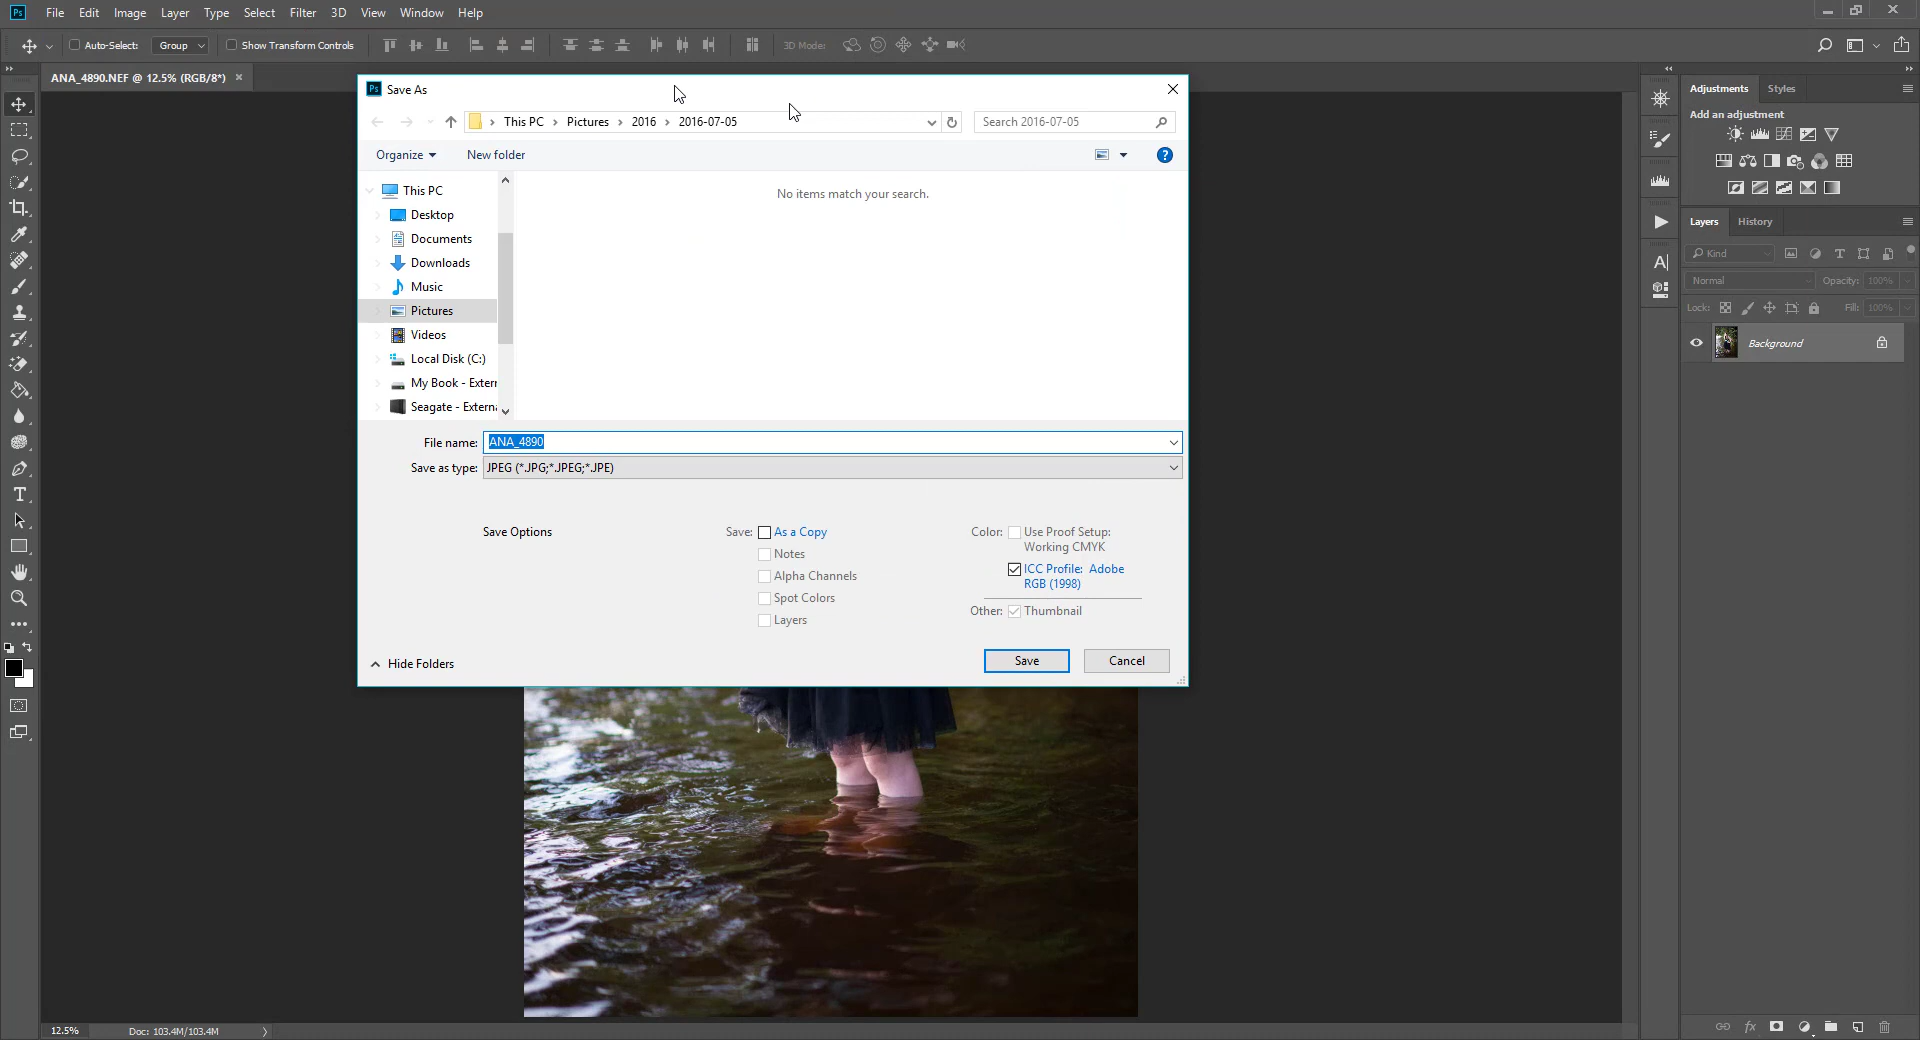 Ps File Edit Image Layer Type Select Filter 3D View Window Help
Auto-Select: Group Show Transform Controls 3D Mode:
ANA_4890.NEF @ 12.5% (RGB/8*) ×
Ps Save As
This PC > Pictures > 2016 > 2016-07-05 Search 2016-07-05
Organize New folder ?
This PC
No items match your search.
Desktop
Documents
Downloads
Music
Pictures
Videos
Local Disk (C:)
My Book - Extern
Seagate - Externa
File name: ANA_4890
Save as type: JPEG (*.JPG;*.JPEG;*.JPE)
Save Options
Save: As a Copy
Notes
Alpha Channels
Spot Colors
Layers
Color: Use Proof Setup:
Working CMYK
ICC Profile: Adobe
RGB (1998)
Other: Thumbnail
Hide Folders
Save Cancel
Adjustments Styles
Add an adjustment
Layers History
Kind
Normal Opacity: 100%
Lock: Fill: 100%
Background
12.5% Doc: 103.4M/103.4M